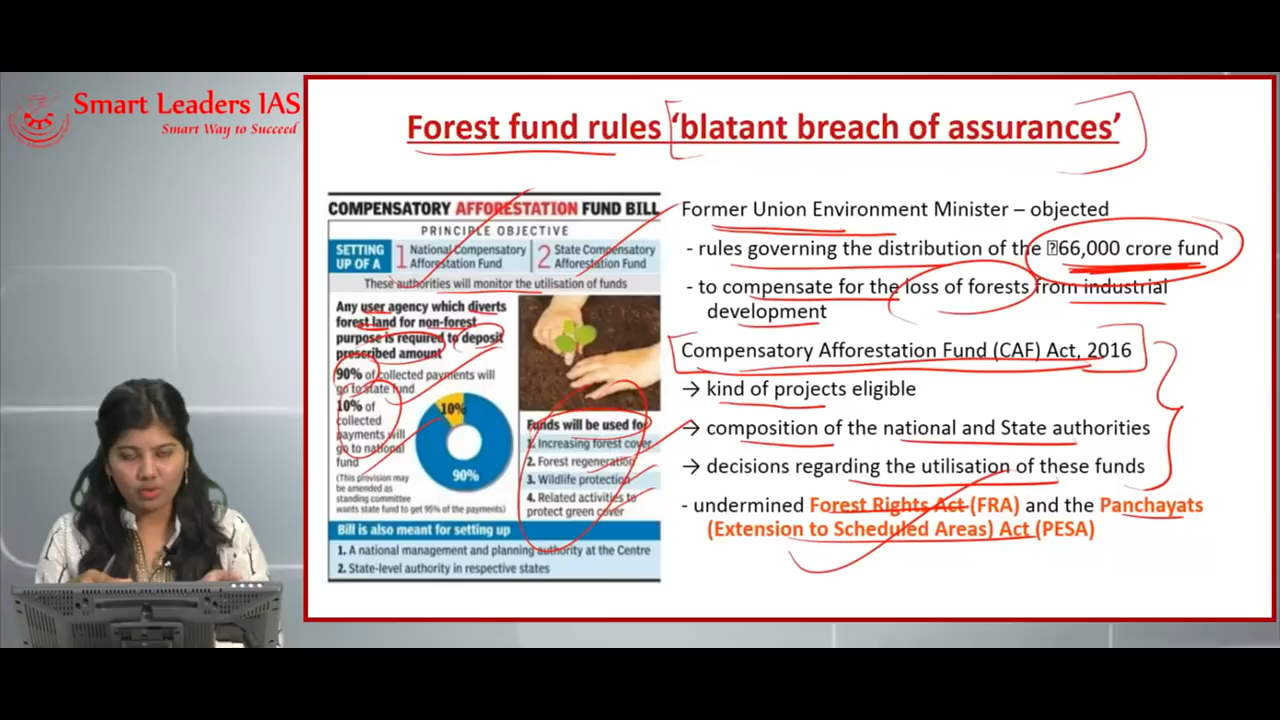 Smart Leaders IAS
Smart Way to Succeed
Forest fund rules ‘blatant breach of assurances’
COMPENSATORY AFFORESTATION FUND BILL
PRINCIPLE OBJECTIVE
SETTING UP OF A
1 National Compensatory Afforestation Fund
2 State Compensatory Afforestation Fund
These authorities will monitor the utilisation of funds
Any user agency which diverts
forest land for non-forest
purpose is required to deposit
prescribed amount
90% of collected payments will
go to state fund
10% of
collected
payments will
go to national
fund
(This provision may
be amended as
standing committee
wants state fund to get 95% of the payments)
10%
90%
Funds will be used for
1. Increasing forest cover
2. Forest regeneration
3. Wildlife protection
4. Related activities to
protect green cover
Bill is also meant for setting up
1. A national management and planning authority at the Centre
2. State-level authority in respective states
Former Union Environment Minister – objected
- rules governing the distribution of the 66,000 crore fund
- to compensate for the loss of forests from industrial
development
Compensatory Afforestation Fund (CAF) Act, 2016
→ kind of projects eligible
→ composition of the national and State authorities
→ decisions regarding the utilisation of these funds
- undermined Forest Rights Act (FRA) and the Panchayats
(Extension to Scheduled Areas) Act (PESA)